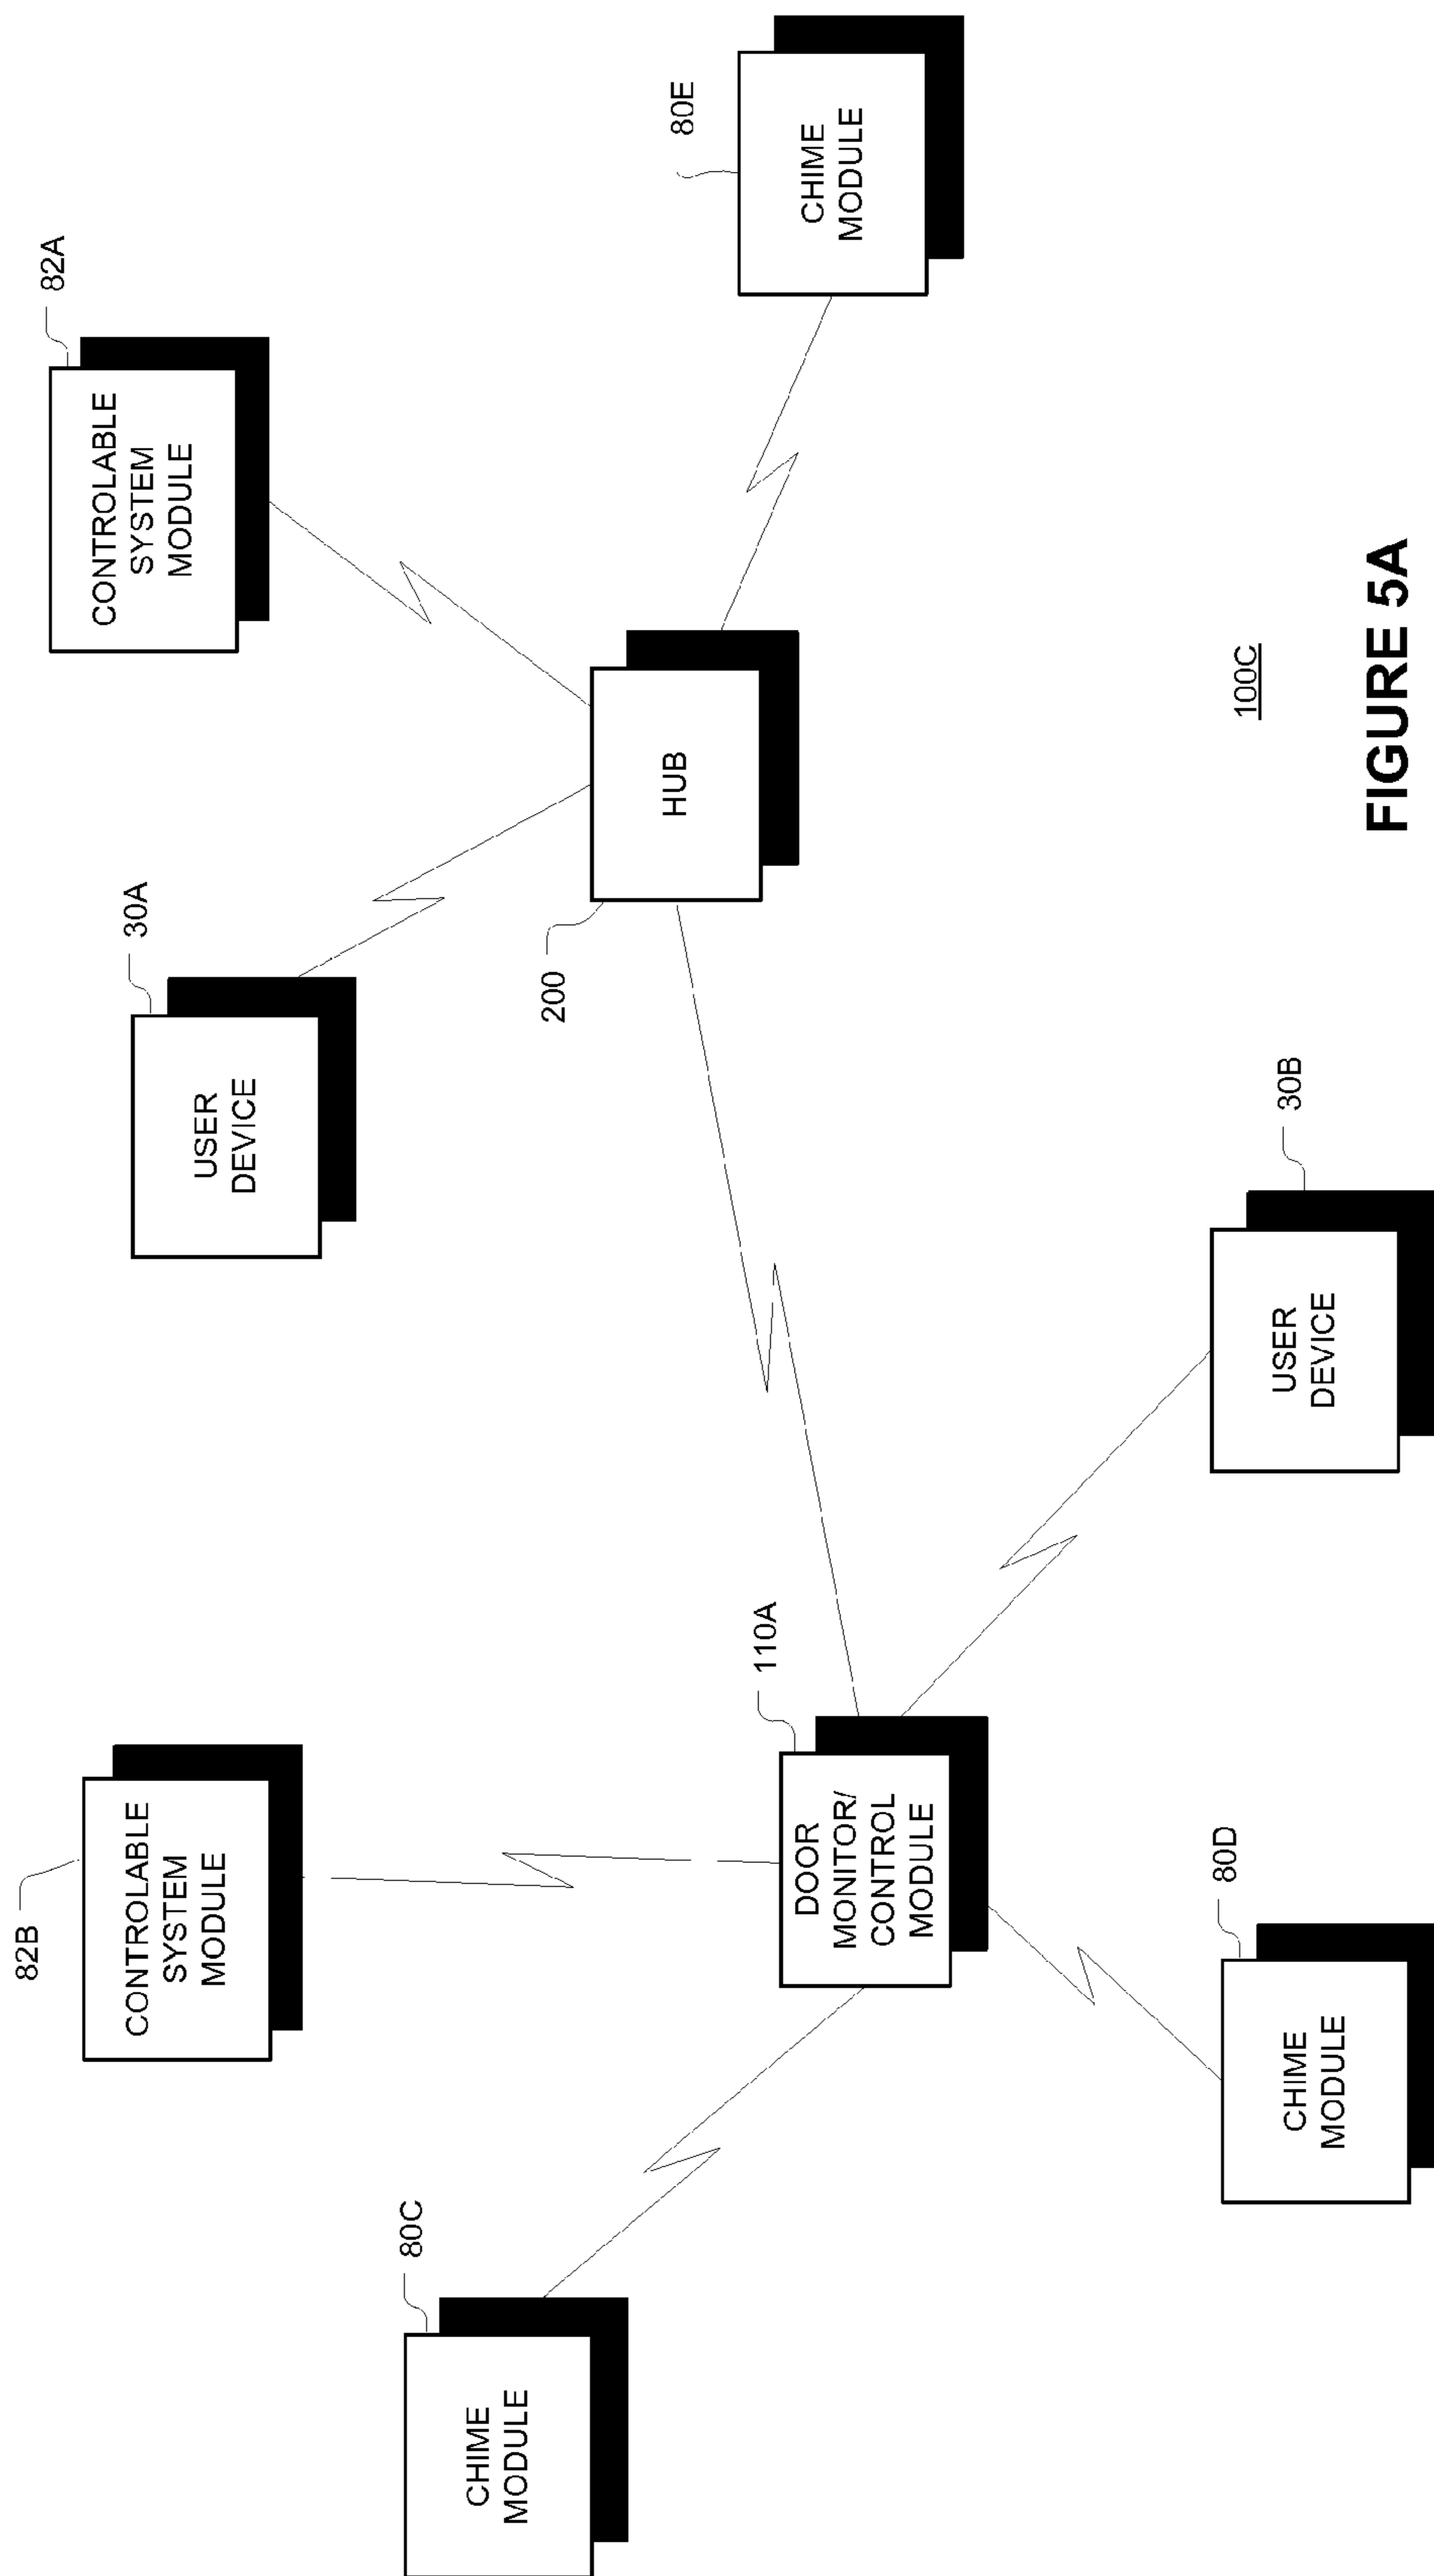 82B
CONTROLABLE
SYSTEM
MODULE
30A
USER
DEVICE
82A
CONTROLABLE
SYSTEM
MODULE
80C
CHIME
MODULE
110A
DOOR
MONITOR/
CONTROL
MODULE
200
HUB
80E
CHIME
MODULE
80D
CHIME
MODULE
30B
USER
DEVICE
100C
FIGURE 5A